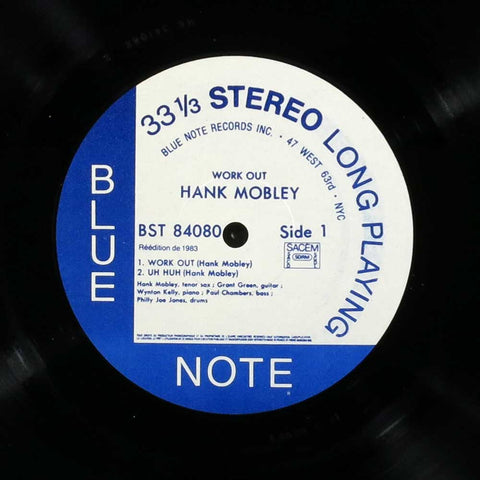 33 1/3 STEREO LONG PLAYING
BLUE NOTE RECORDS INC. • 47 WEST 63rd • NYC
WORK OUT
HANK MOBLEY
BST 84080
Side 1
Réédition de 1983
SACEM
SDRM
1. WORK OUT (Hank Mobley)
2. UH HUH (Hank Mobley)
Hank Mobley, tenor sax ; Grant Green, guitar ;
Wynton Kelly, piano ; Paul Chambers, bass ;
Philly Joe Jones, drums
BLUE
NOTE